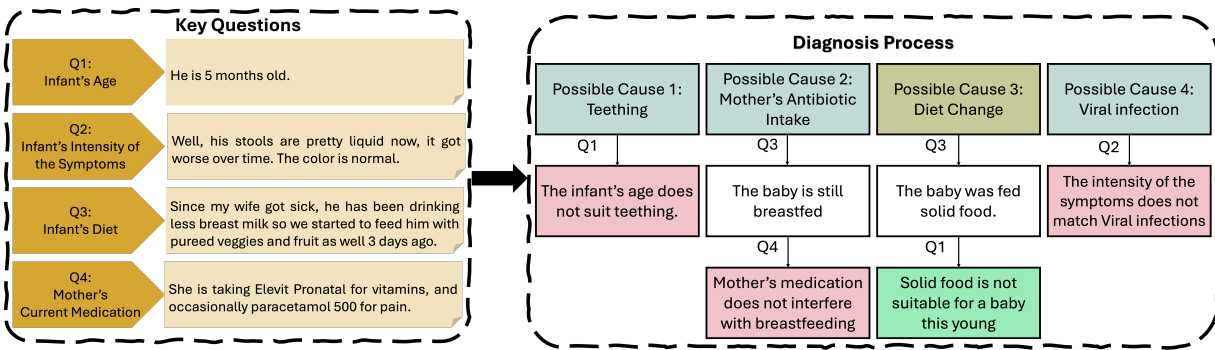 Key Questions
Q1:
Infant's Age
He is 5 months old.
Q2:
Infant's Intensity of
the Symptoms
Well, his stools are pretty liquid now, it got
worse over time. The color is normal.
Q3:
Infant's Diet
Since my wife got sick, he has been drinking
less breast milk so we started to feed him with
pureed veggies and fruit as well 3 days ago.
Q4:
Mother's
Current Medication
She is taking Elevit Pronatal for vitamins, and
occasionally paracetamol 500 for pain.
Diagnosis Process
Possible Cause 1:
Teething
Q1
The infant's age does
not suit teething.
Possible Cause 2:
Mother's Antibiotic
Intake
Q3
The baby is still
breastfed
Q4
Mother's medication
does not interfere
with breastfeeding
Possible Cause 3:
Diet Change
Q3
The baby was fed
solid food.
Q1
Solid food is not
suitable for a baby
this young
Possible Cause 4:
Viral infection
Q2
The intensity of the
symptoms does not
match Viral infections